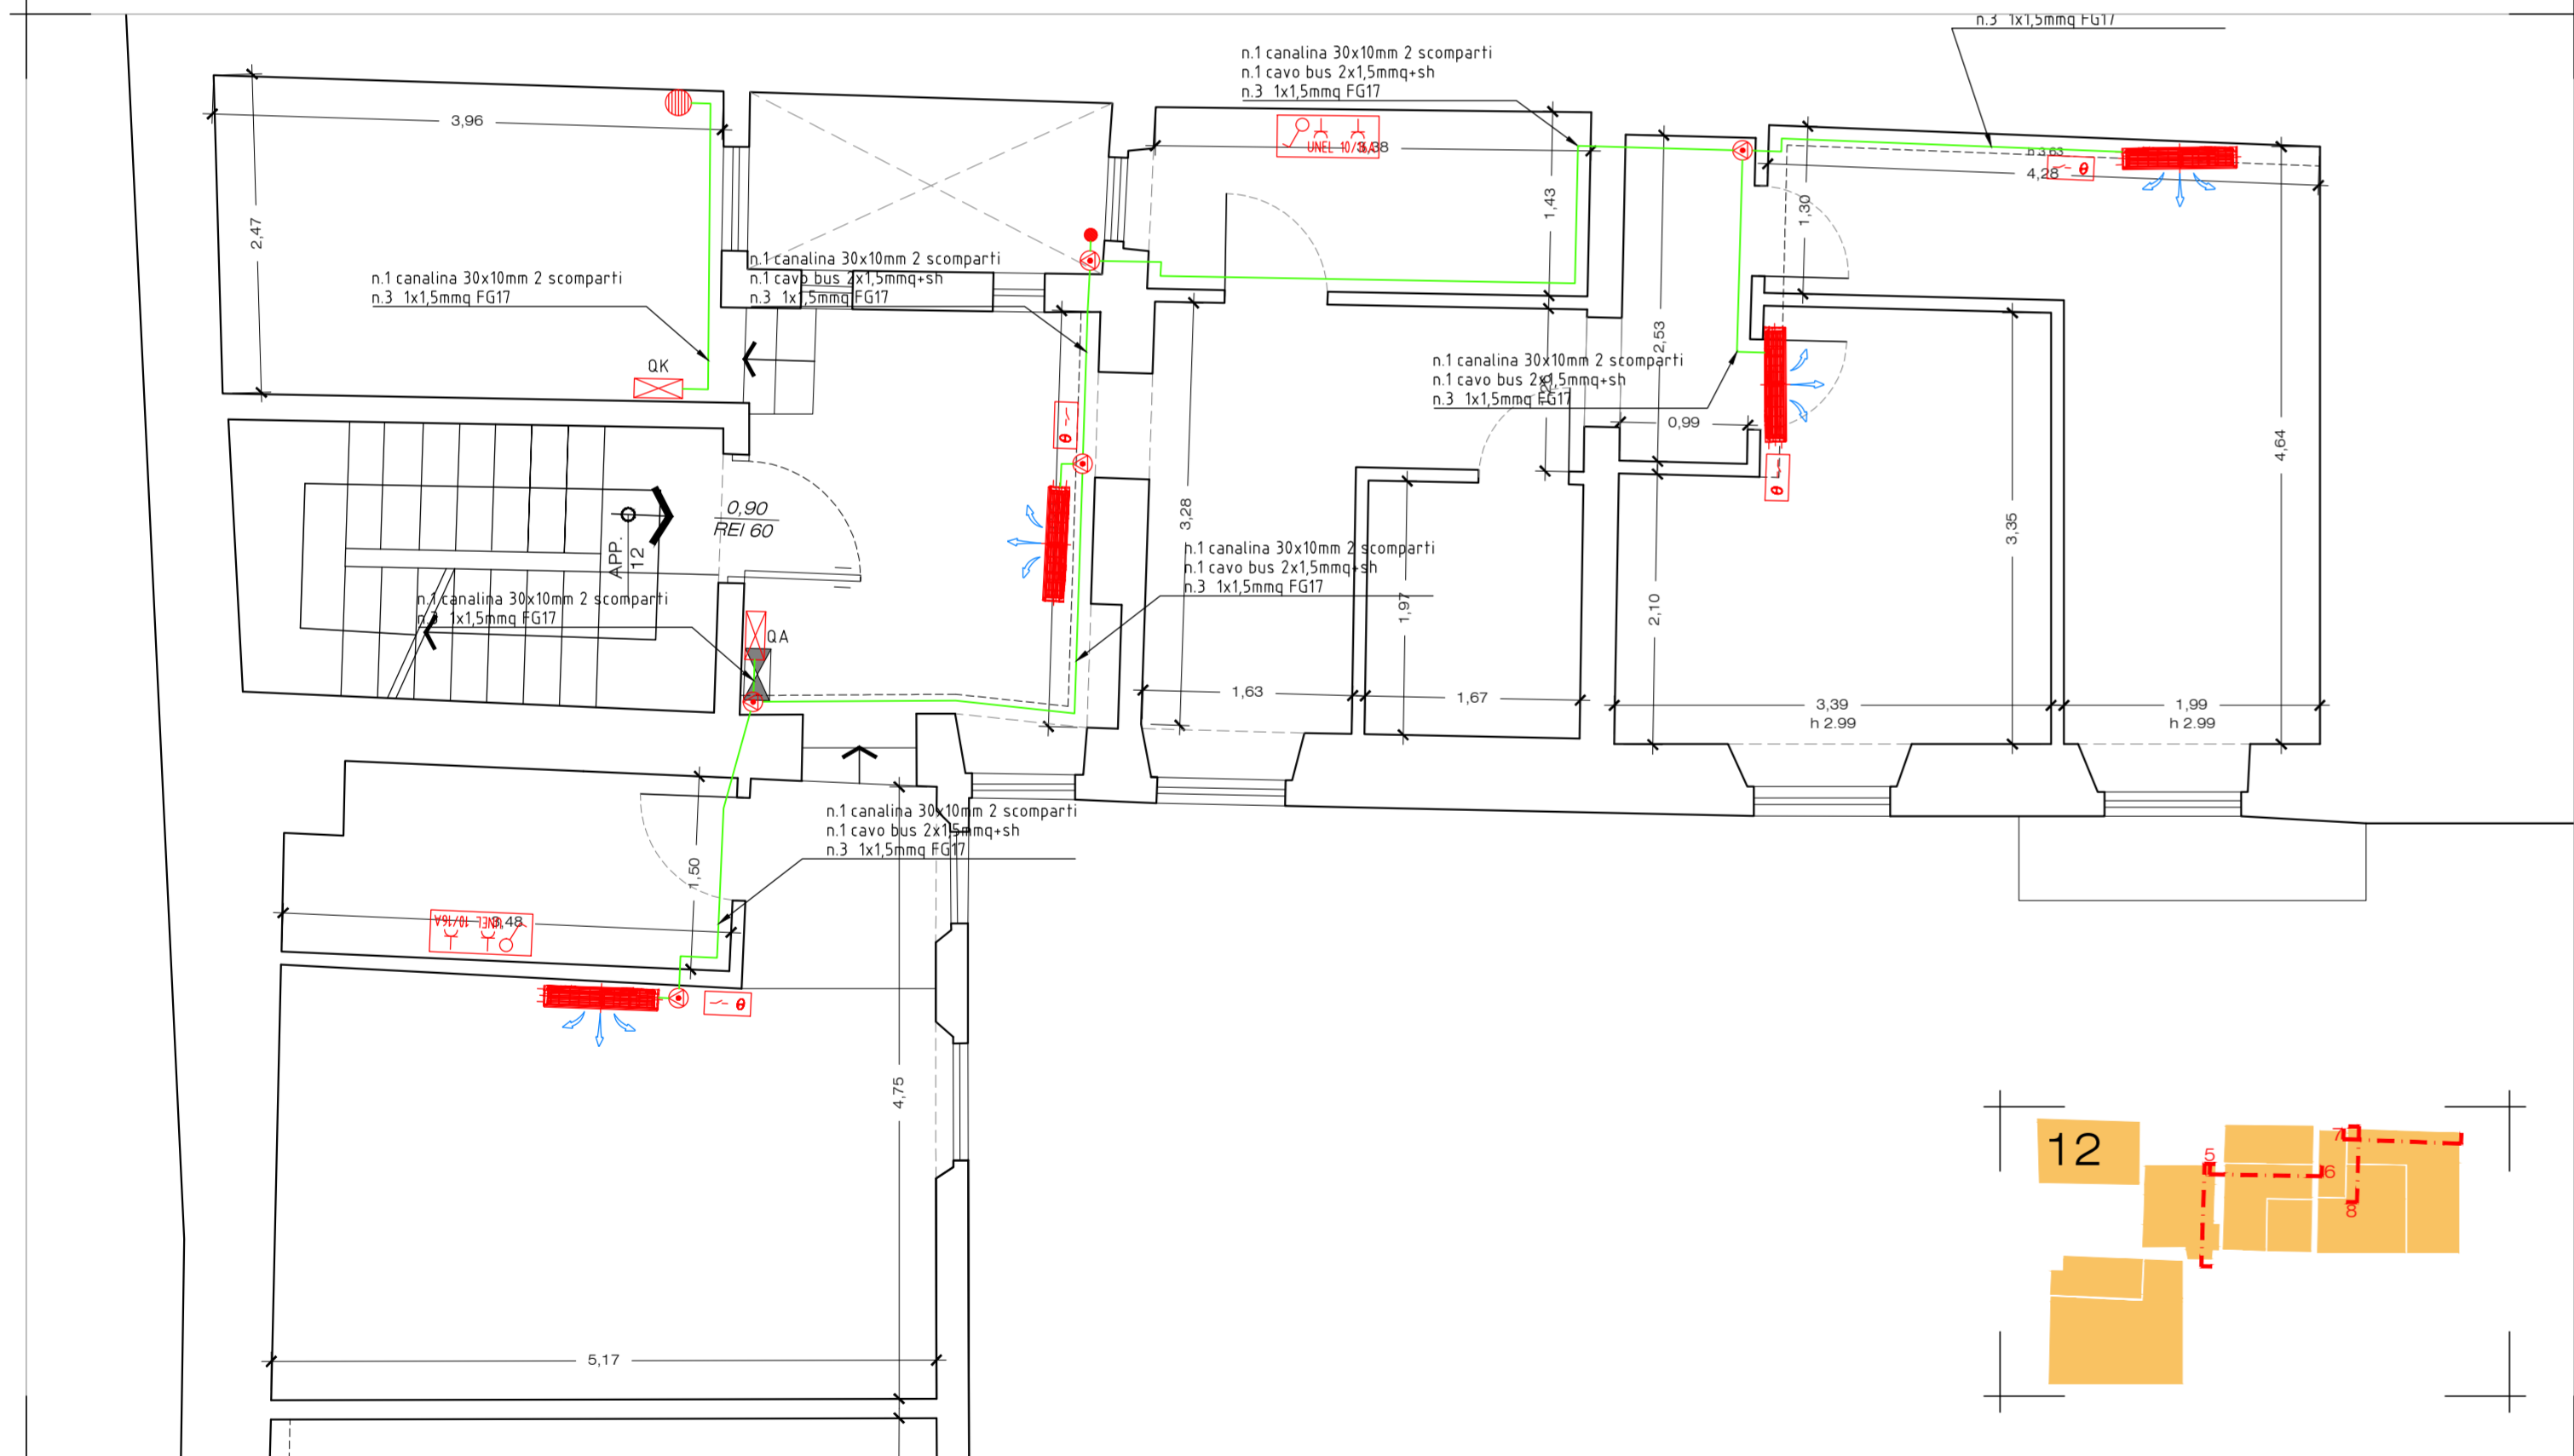 n.3  1x1,5mmq FG17
n.1 canalina 30x10mm 2 scomparti
n.1 cavo bus 2x1,5mmq+sh
n.3  1x1,5mmq FG17
3,96
UNEL 10/16A
3,38
h 3,63
4,28
2,47
1,43
1,30
n.1 canalina 30x10mm 2 scomparti
n.1 cavo bus 2x1,5mmq+sh
n.3  1x1,5mmq FG17
n.1 canalina 30x10mm 2 scomparti
n.3  1x1,5mmq FG17
QK
2,53
n.1 canalina 30x10mm 2 scomparti
n.1 cavo bus 2x1,5mmq+sh
n.3  1x1,5mmq FG17
θ
0,99
4,64
θ
0,90
REI 60
APP.
12
3,28
3,35
n.1 canalina 30x10mm 2 scomparti
n.1 cavo bus 2x1,5mmq+sh
n.3  1x1,5mmq FG17
n.1 canalina 30x10mm 2 scomparti
n.3  1x1,5mmq FG17
QA
1,97
2,10
1,63
1,67
3,39
h 2.99
1,99
h 2.99
n.1 canalina 30x10mm 2 scomparti
n.1 cavo bus 2x1,5mmq+sh
n.3  1x1,5mmq FG17
1,50
UNEL 10/16A
3,48
θ
4,75
5,17
12
5
6
7
8